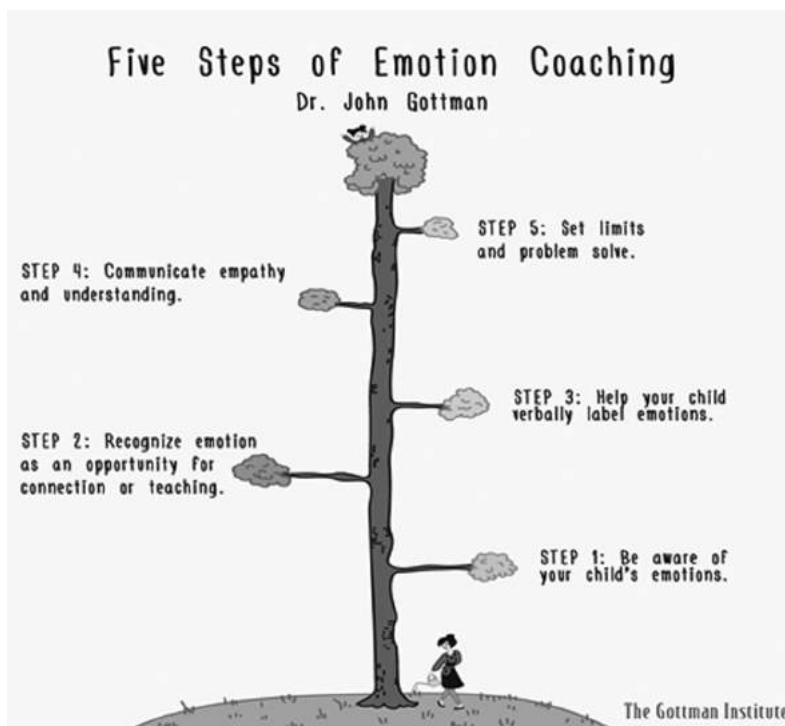 Five Steps of Emotion Coaching
Dr. John Gottman
STEP 5: Set limits
and problem solve.
STEP 4: Communicate empathy
and understanding.
STEP 3: Help your child
verbally label emotions.
STEP 2: Recognize emotion
as an opportunity for
connection or teaching.
STEP 1: Be aware of
your child's emotions.
The Gottman Institute